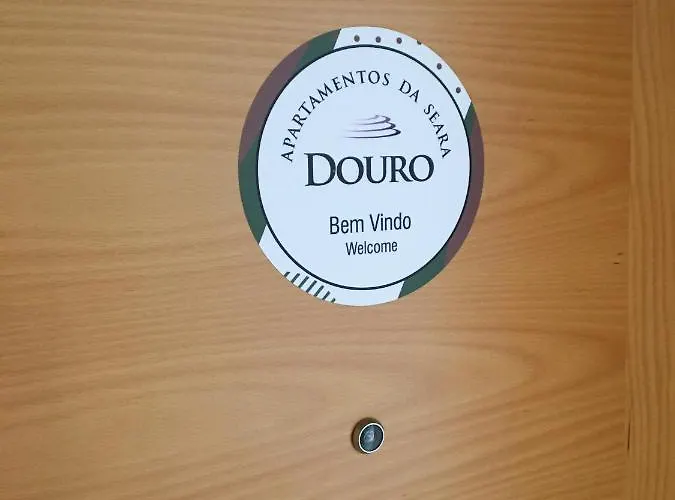 APARTAMENTOS DA SEARA
DOURO
Bem Vindo
Welcome